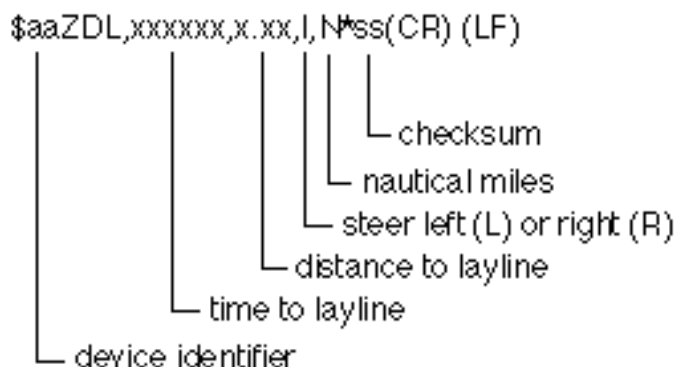 $aaZDL,xxxxxx,x.xx,l,N*ss(CR) (LF)
checksum
nautical miles
steer left (L) or right (R)
distance to layline
time to layline
device identifier